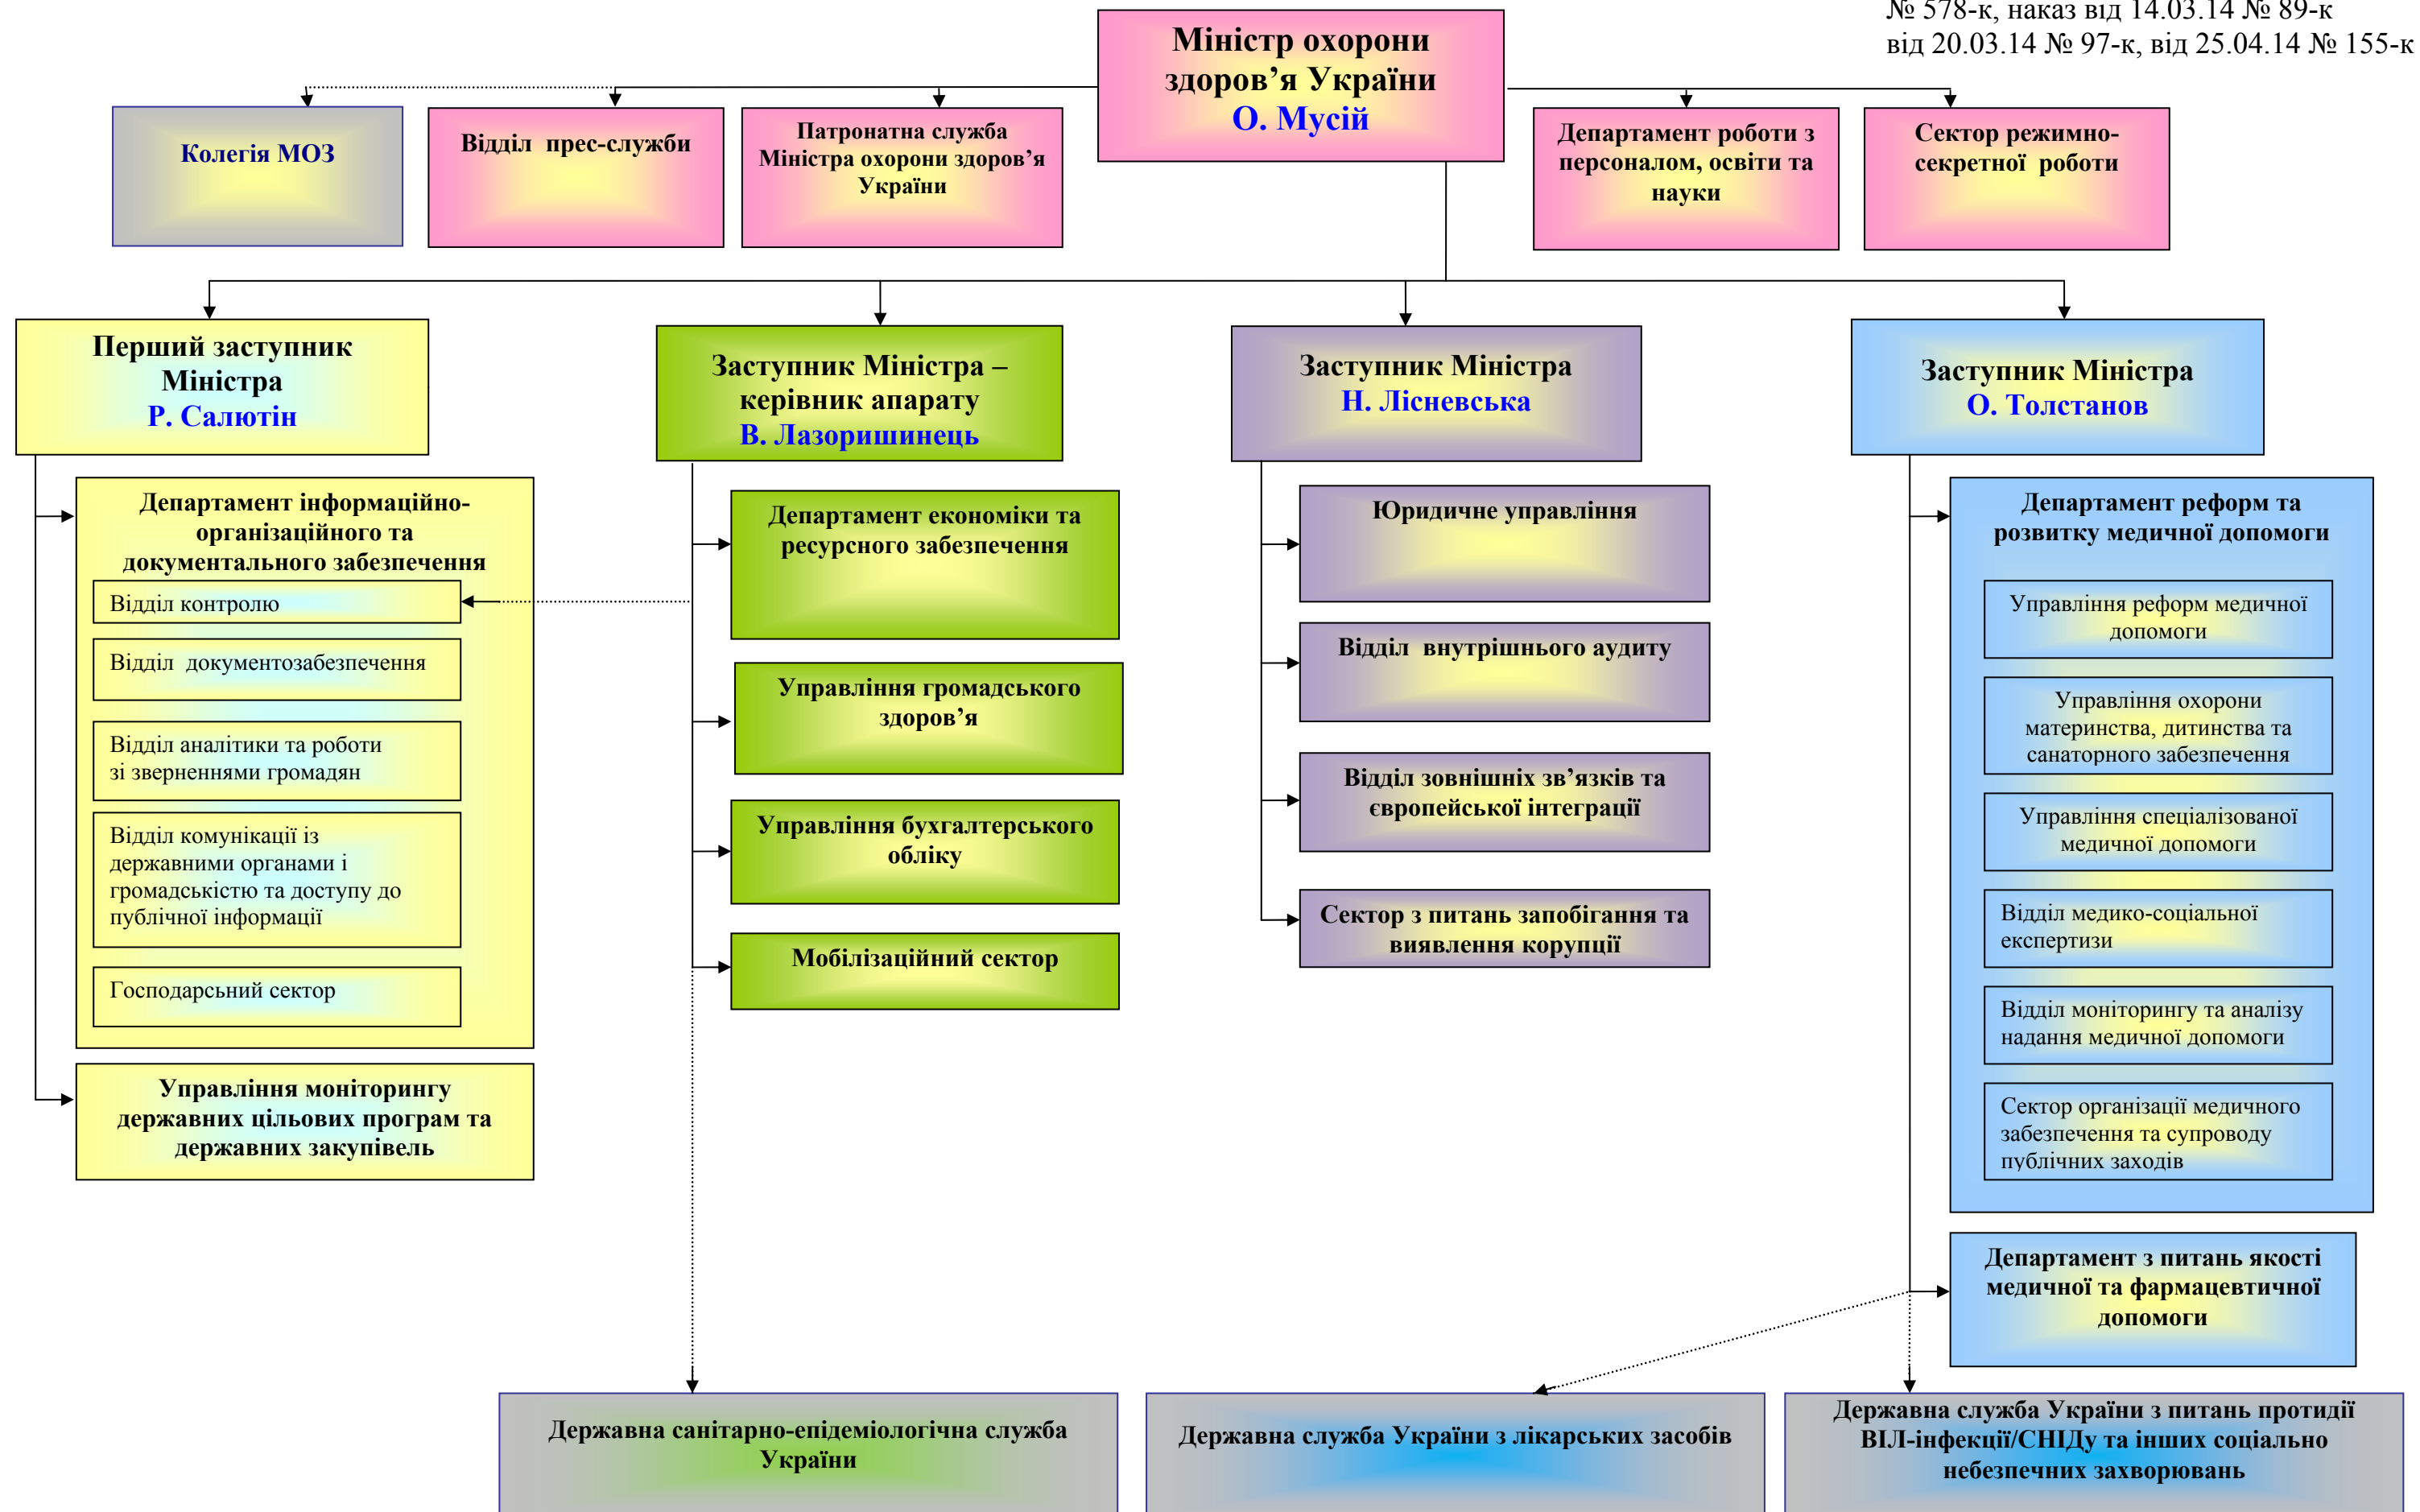 № 578-к, наказ від 14.03.14 № 89-к
від 20.03.14 № 97-к, від 25.04.14 № 155-к
Міністр охорони
здоров’я України
О. Мусій
Колегія МОЗ
Відділ прес-служби
Патронатна служба
Міністра охорони здоров’я
України
Департамент роботи з
персоналом, освіти та
науки
Сектор режимно-
секретної роботи
Перший заступник
Міністра
Р. Салютін
Заступник Міністра –
керівник апарату
В. Лазоришинець
Заступник Міністра
Н. Лісневська
Заступник Міністра
О. Толстанов
Департамент інформаційно-
організаційного та
документального забезпечення
Відділ контролю
Відділ документозабезпечення
Відділ аналітики та роботи
зі зверненнями громадян
Відділ комунікації із
державними органами і
громадськістю та доступу до
публічної інформації
Господарсьний сектор
Управління моніторингу
державних цільових програм та
державних закупівель
Департамент економіки та
ресурсного забезпечення
Управління громадського
здоров’я
Управління бухгалтерського
обліку
Мобілізаційний сектор
Юридичне управління
Відділ внутрішнього аудиту
Відділ зовнішніх зв’язків та
європейської інтеграції
Сектор з питань запобігання та
виявлення корупції
Департамент реформ та
розвитку медичної допомоги
Управління реформ медичної
допомоги
Управління охорони
материнства, дитинства та
санаторного забезпечення
Управління спеціалізованої
медичної допомоги
Відділ медико-соціальної
експертизи
Відділ моніторингу та аналізу
надання медичної допомоги
Сектор організації медичного
забезпечення та супроводу
публічних заходів
Департамент з питань якості
медичної та фармацевтичної
допомоги
Державна санітарно-епідеміологічна служба
України
Державна служба України з лікарських засобів
Державна служба України з питань протидії
ВІЛ-інфекції/СНІДу та інших соціально
небезпечних захворювань